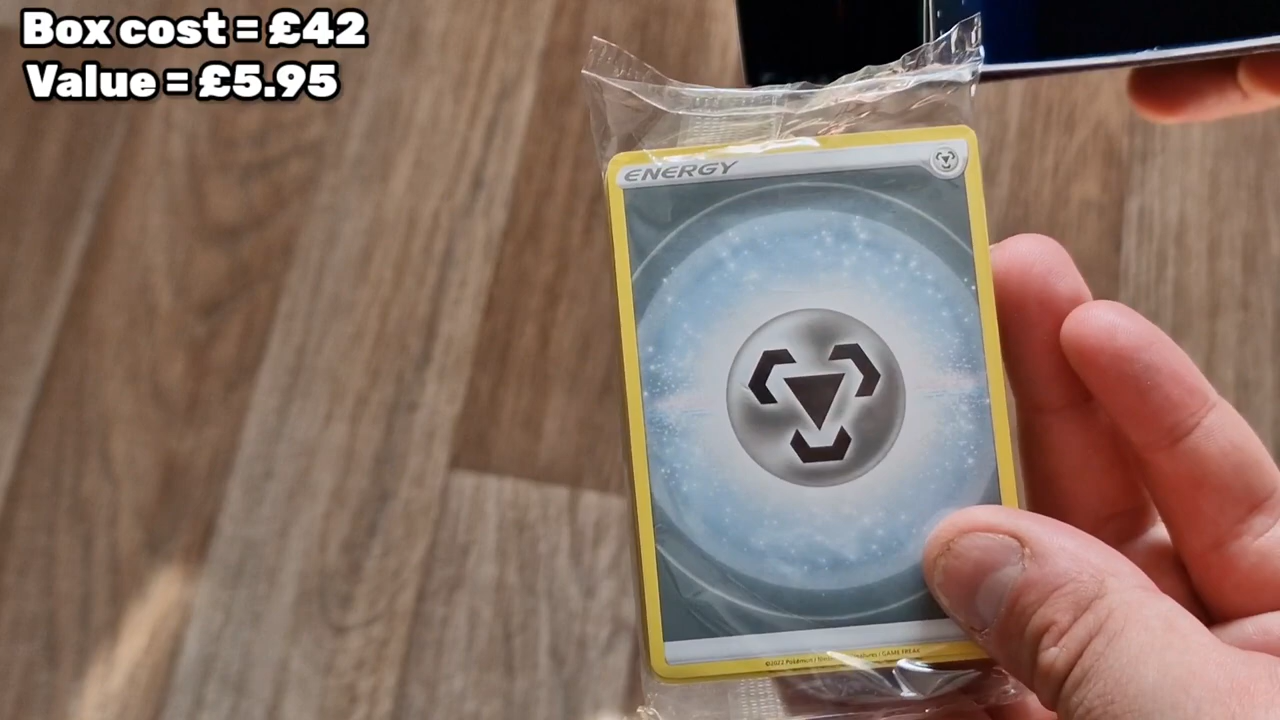 Box cost = £42
Value = £5.95
ENERGY
©2022 Pokémon / GAME FREAK